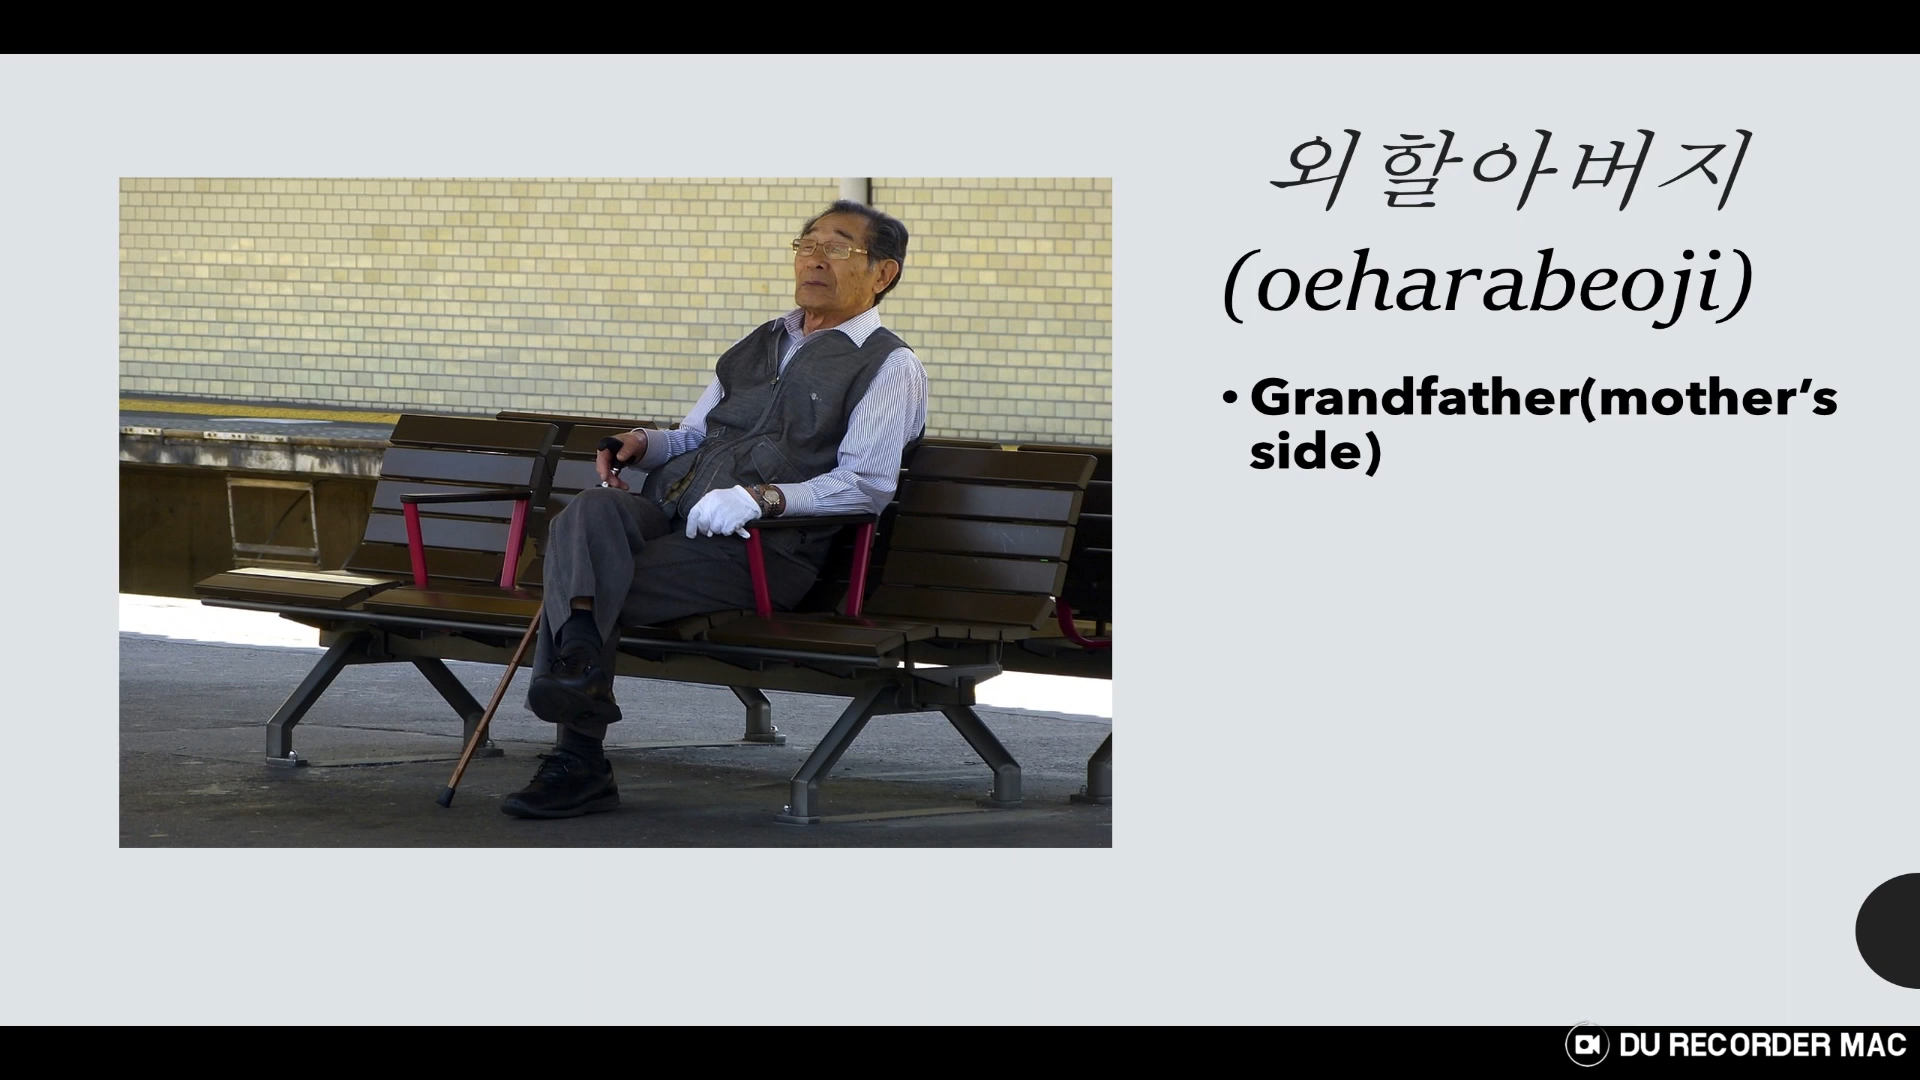 외할아버지
(oeharabeoji)
• Grandfather(mother’s
side)
DU RECORDER MAC